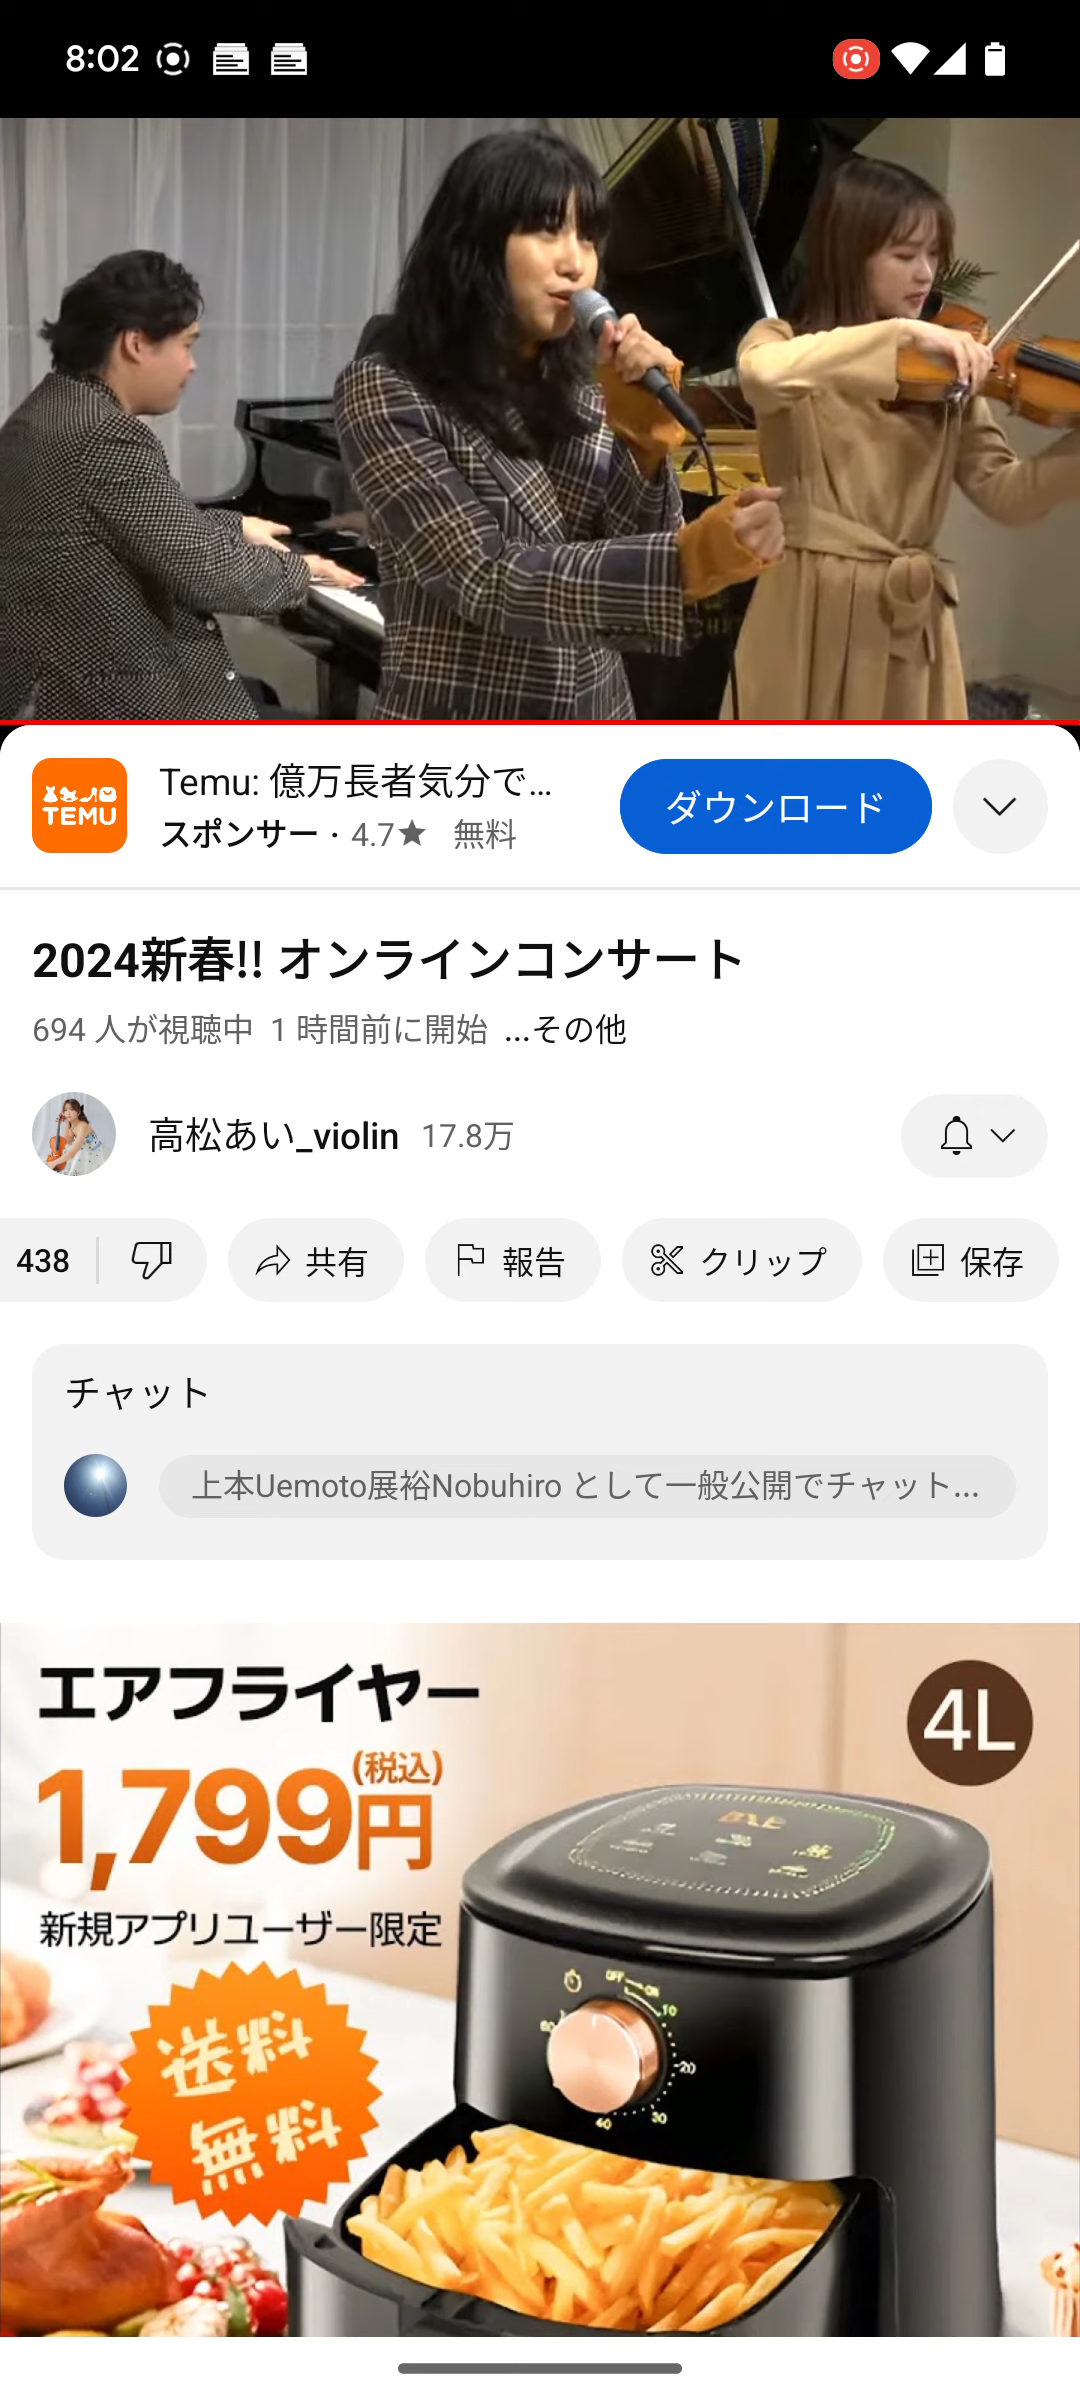 8:02
TEMU
Temu: 億万長者気分で...
ダウンロード
スポンサー · 4.7★ 無料
2024新春!! オンラインコンサート
694 人が視聴中 1 時間前に開始 ...その他
高松あい_violin 17.8万
438
共有
報告
クリップ
保存
チャット
上本Uemoto展裕Nobuhiro として一般公開でチャット...
エアフライヤー
4L
1,799円(税込)
新規アプリユーザー限定
送料
無料
OFF
ON
10
20
30
40
60